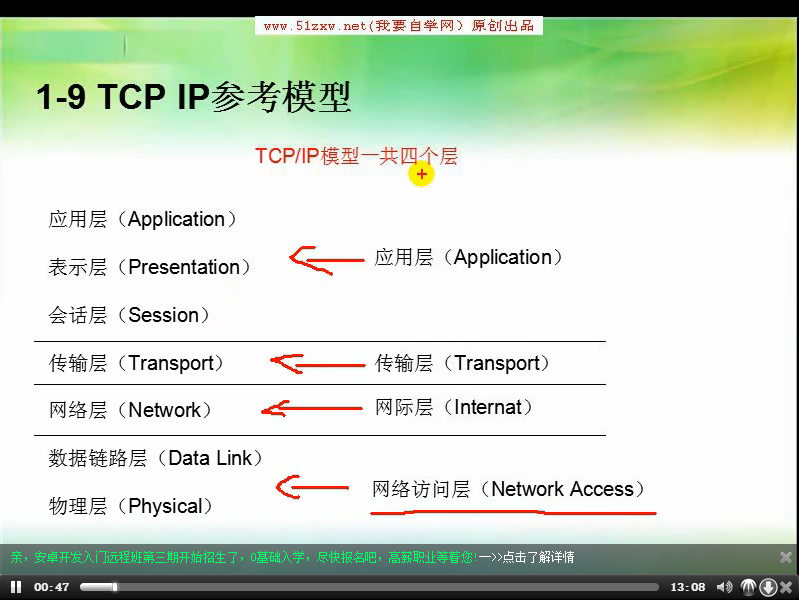 www.51zxw.net(我要自学网）原创出品
1-9 TCP IP参考模型
TCP/IP模型一共四个层
应用层（Application）
应用层（Application）
表示层（Presentation）
会话层（Session）
传输层（Transport） 传输层（Transport）
网络层（Network） 网际层（Internat）
数据链路层（Data Link）
网络访问层（Network Access）
物理层（Physical）
亲，安卓开发入门远程班第三期开始招生了，0基础入学，尽快报名吧，高薪职业等着您!—>>点击了解详情
00:47 13:08